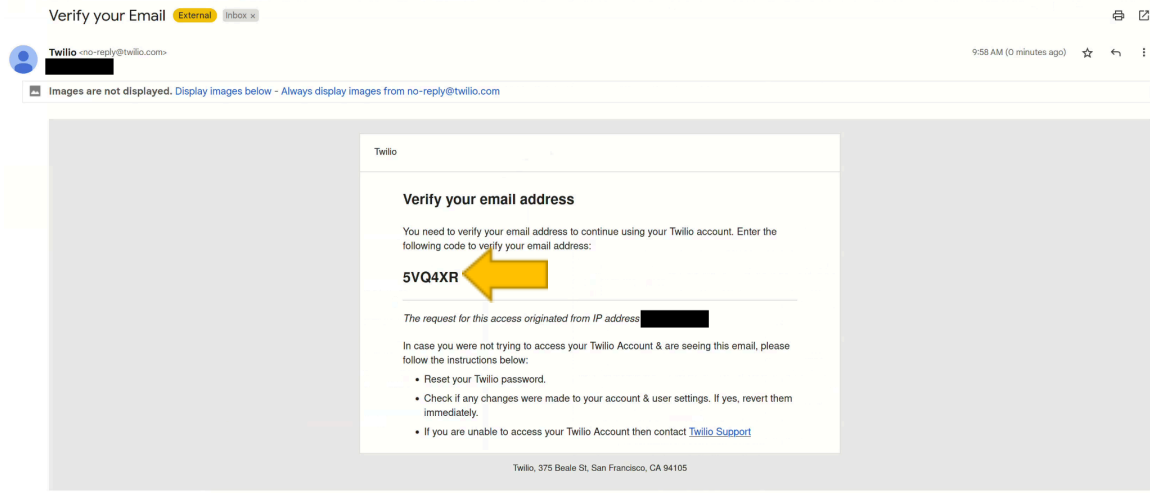 Verify your Email External Inbox x
Twilio <no-reply@twilio.com>
9:58 AM (0 minutes ago)
Images are not displayed. Display images below - Always display images from no-reply@twilio.com
Twilio
Verify your email address
You need to verify your email address to continue using your Twilio account. Enter the
following code to verify your email address:
5VQ4XR
The request for this access originated from IP address
In case you were not trying to access your Twilio Account & are seeing this email, please
follow the instructions below:
• Reset your Twilio password.
• Check if any changes were made to your account & user settings. If yes, revert them
immediately.
• If you are unable to access your Twilio Account then contact Twilio Support
Twilio, 375 Beale St, San Francisco, CA 94105